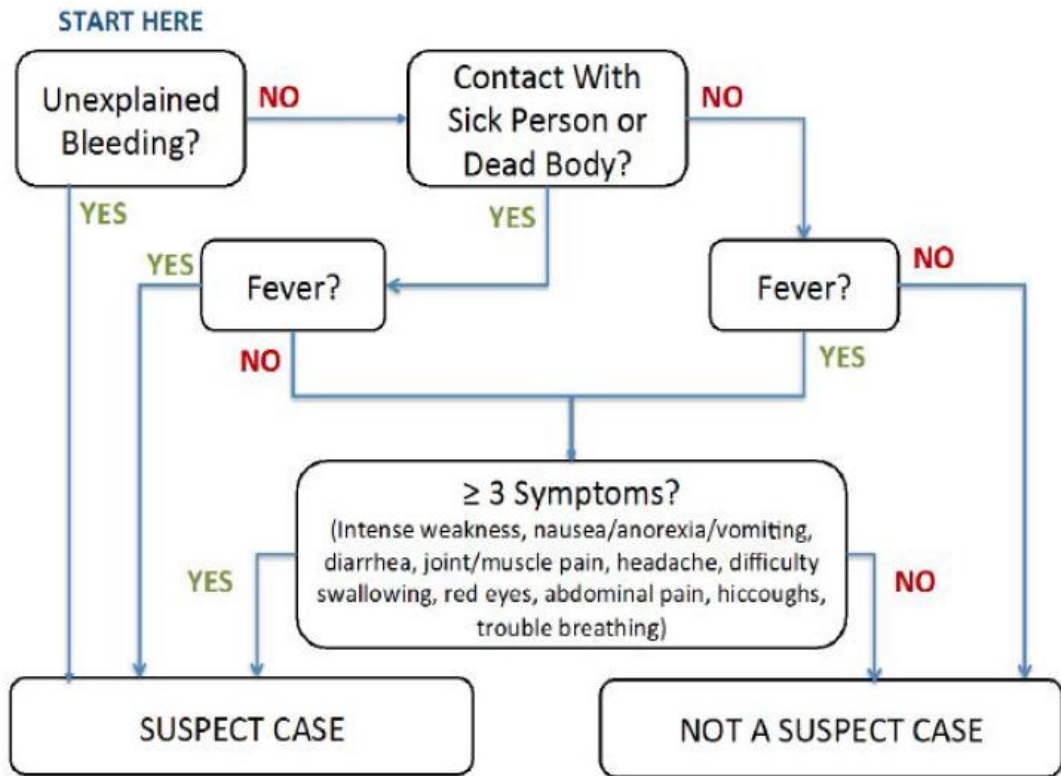 START HERE
Unexplained
Bleeding?
NO
Contact With
Sick Person or
Dead Body?
NO
YES
YES
YES
Fever?
NO
Fever?
NO
YES
≥ 3 Symptoms?
(Intense weakness, nausea/anorexia/vomiting,
diarrhea, joint/muscle pain, headache, difficulty
swallowing, red eyes, abdominal pain, hiccoughs,
trouble breathing)
YES
NO
SUSPECT CASE
NOT A SUSPECT CASE